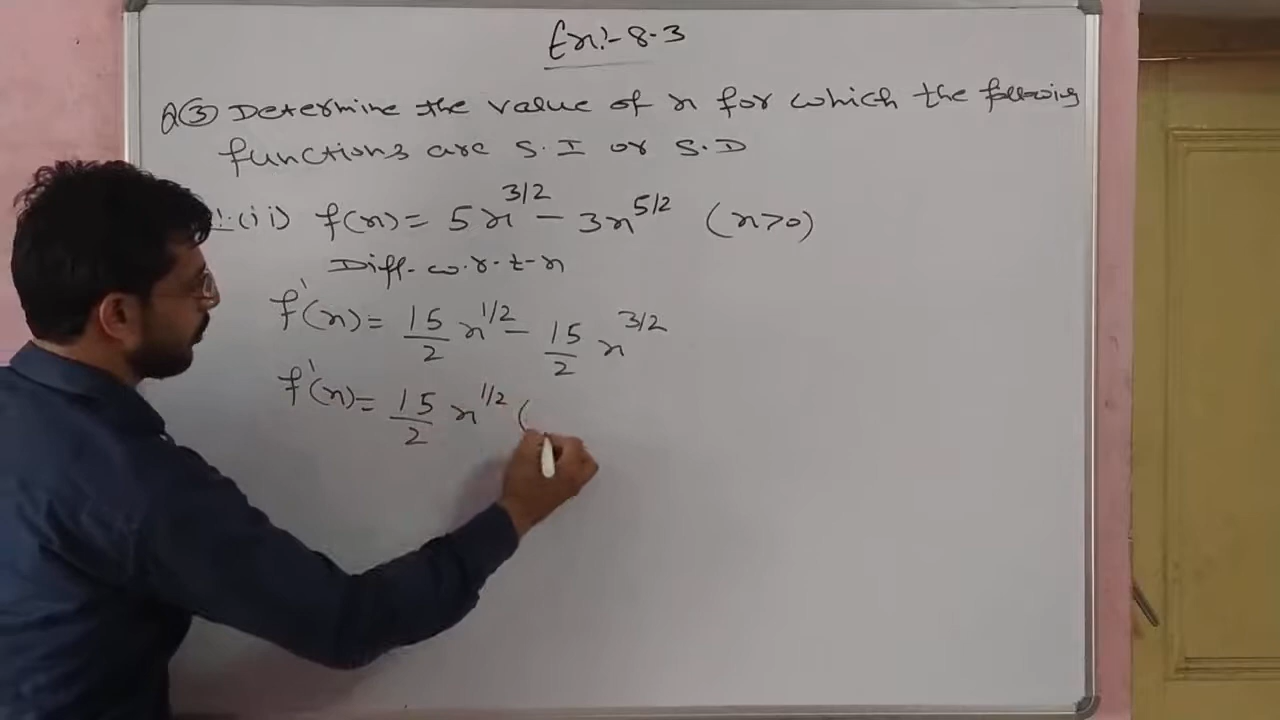 Ex:- 8.3
Q③ Determine the value of x for which the following
functions are S.I or S.D
:(ii) f(x) = 5x^{3/2} - 3x^{5/2} (x>0)
Diff. w.r.t. x
f'(x) = 15/2 x^{1/2} - 15/2 x^{3/2}
f'(x) = 15/2 x^{1/2} (